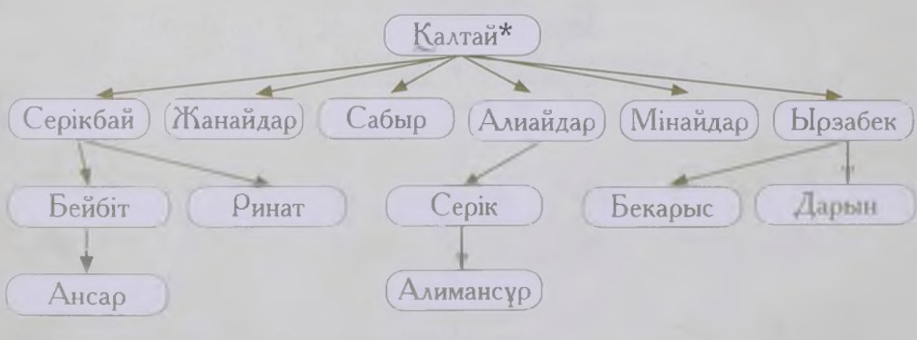 Қалтай*
Серікбай Жанайдар Сабыр Алиайдар Мінайдар Ырзабек
Бейбіт Ринат Серік Бекарыс Дарын
Ансар Алимансұр